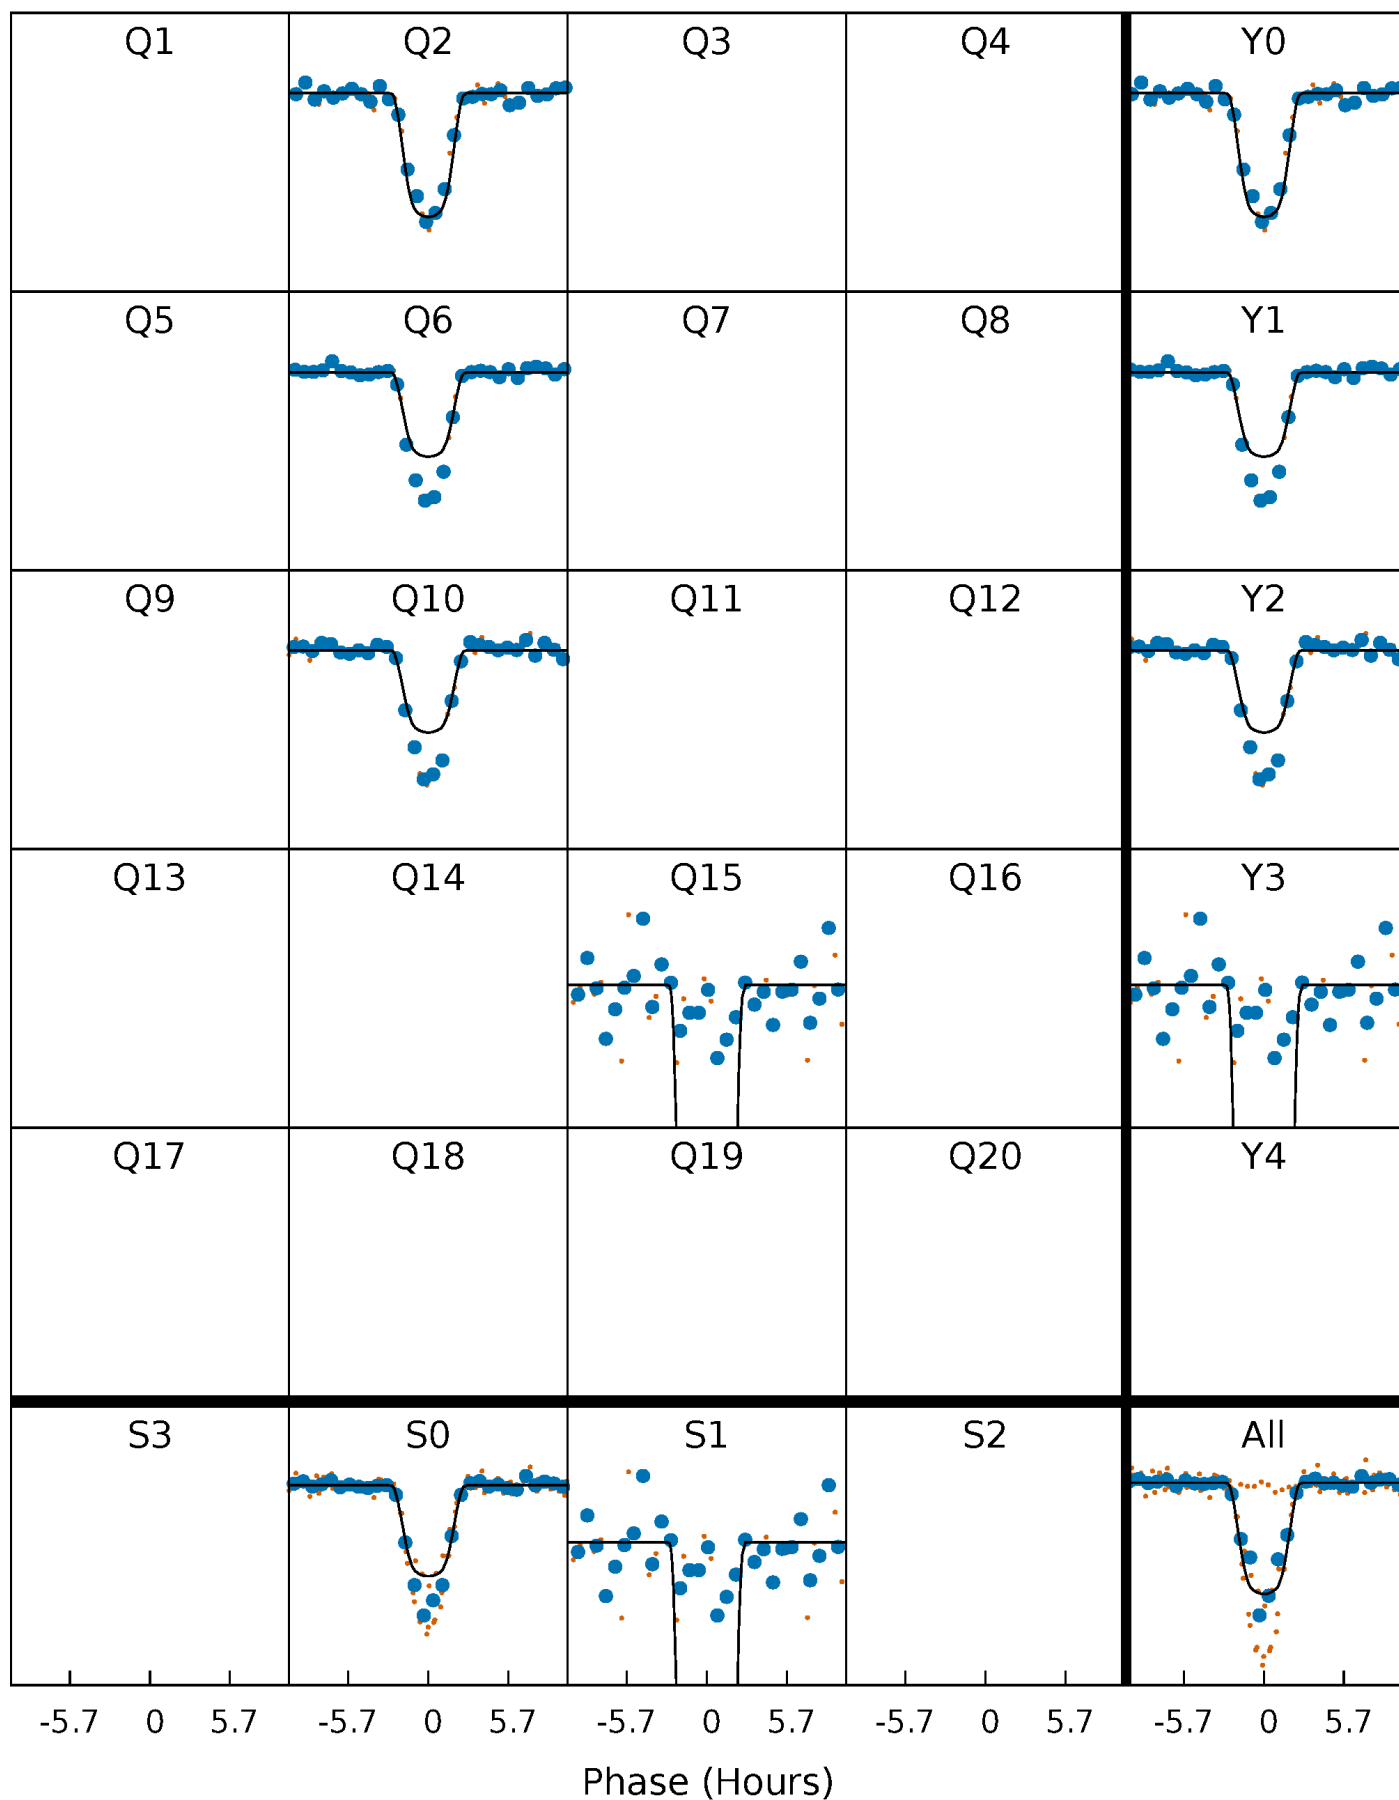 Q1 Q2 Q3 Q4 Y0
Q5 Q6 Q7 Q8 Y1
Q9 Q10 Q11 Q12 Y2
Q13 Q14 Q15 Q16 Y3
Q17 Q18 Q19 Q20 Y4
S3 S0 S1 S2 All
-5.7 0 5.7 -5.7 0 5.7 -5.7 0 5.7 -5.7 0 5.7 -5.7 0 5.7
Phase (Hours)